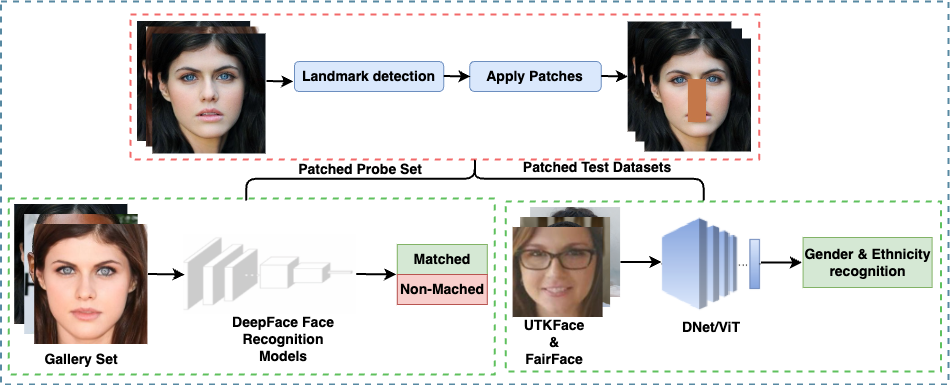 Landmark detection
Apply Patches
Patched Probe Set
Patched Test Datasets
Matched
Non-Mached
Gallery Set
DeepFace Face
Recognition
Models
UTKFace
&
FairFace
...
DNet/ViT
Gender & Ethnicity
recognition